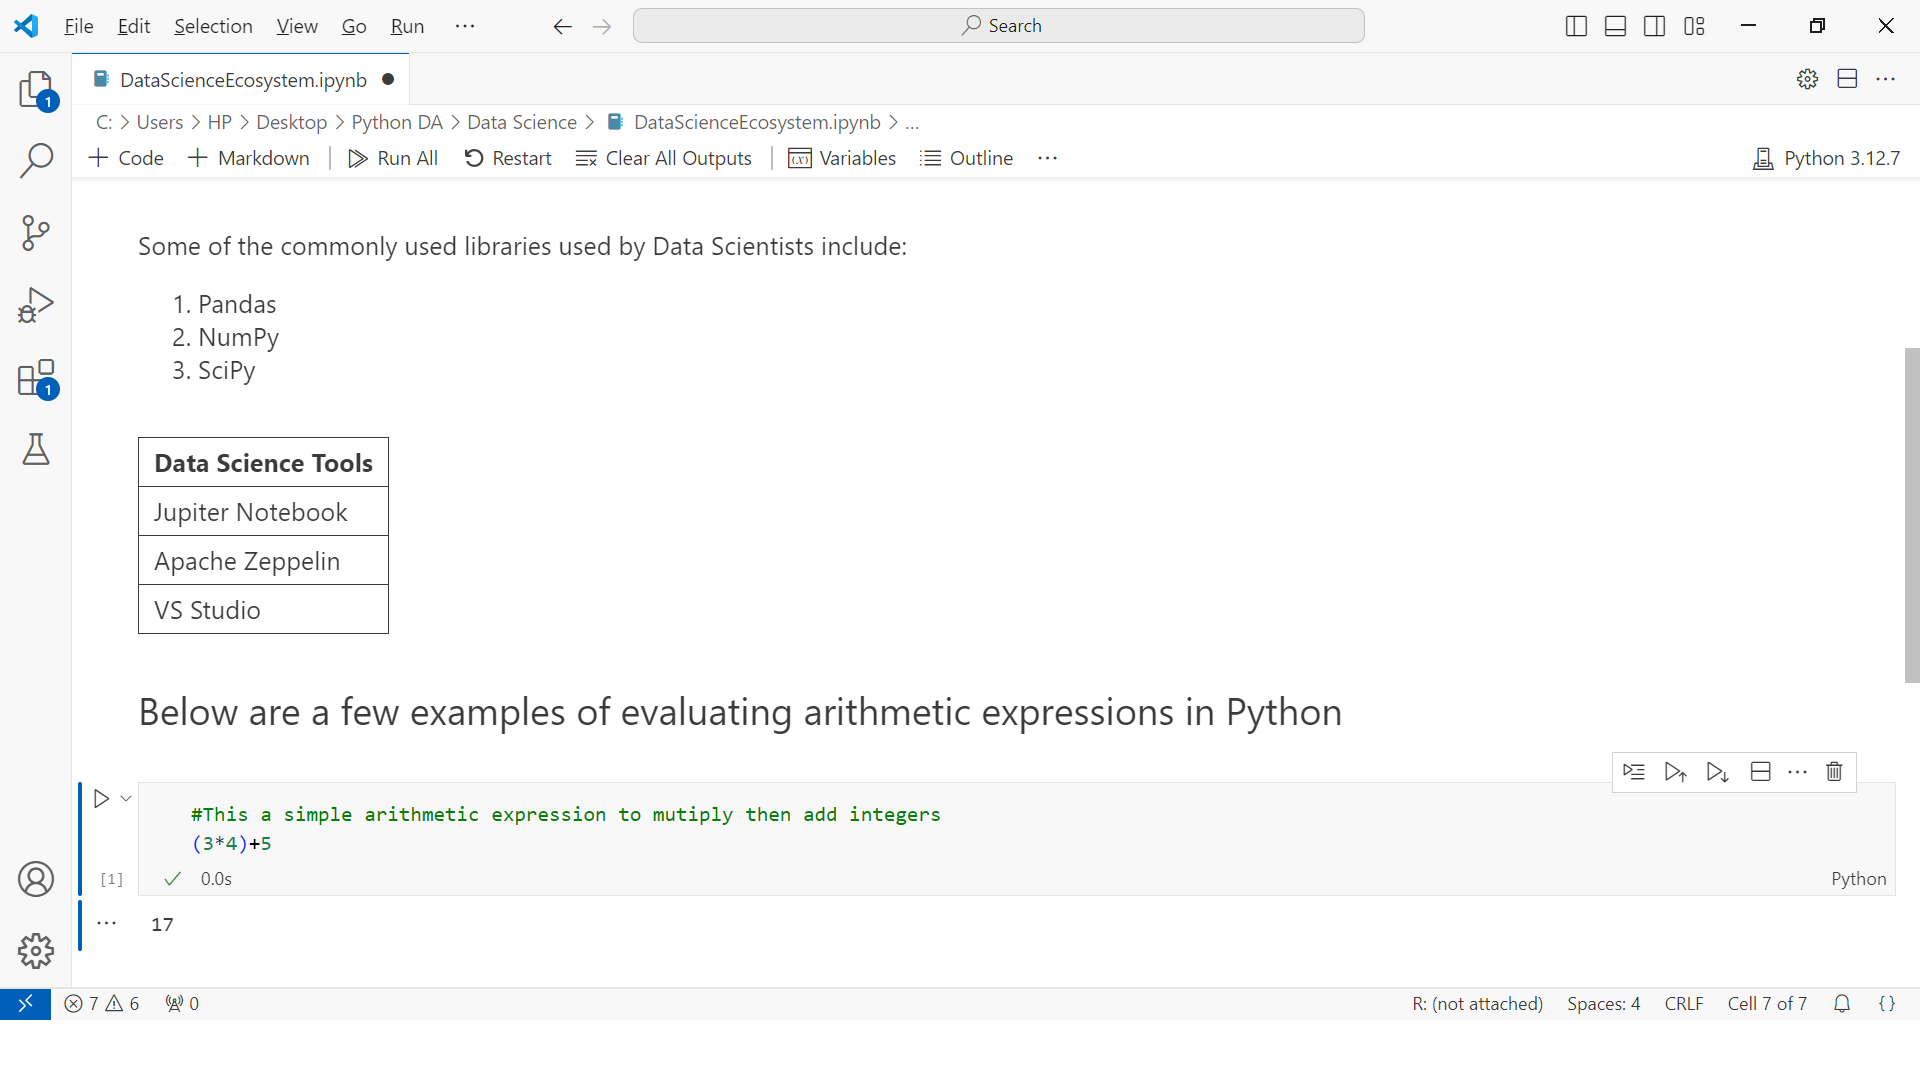 File Edit Selection View Go Run ··· Search
DataScienceEcosystem.ipynb
1
C: > Users > HP > Desktop > Python DA > Data Science > DataScienceEcosystem.ipynb > ...
+ Code + Markdown Run All Restart Clear All Outputs Variables Outline ··· Python 3.12.7
Some of the commonly used libraries used by Data Scientists include:
1. Pandas
2. NumPy
3. SciPy
1
Data Science Tools
Jupiter Notebook
Apache Zeppelin
VS Studio
Below are a few examples of evaluating arithmetic expressions in Python
#This a simple arithmetic expression to mutiply then add integers
(3*4)+5
[1] 0.0s Python
17
7 6 0 R: (not attached) Spaces: 4 CRLF Cell 7 of 7 {}